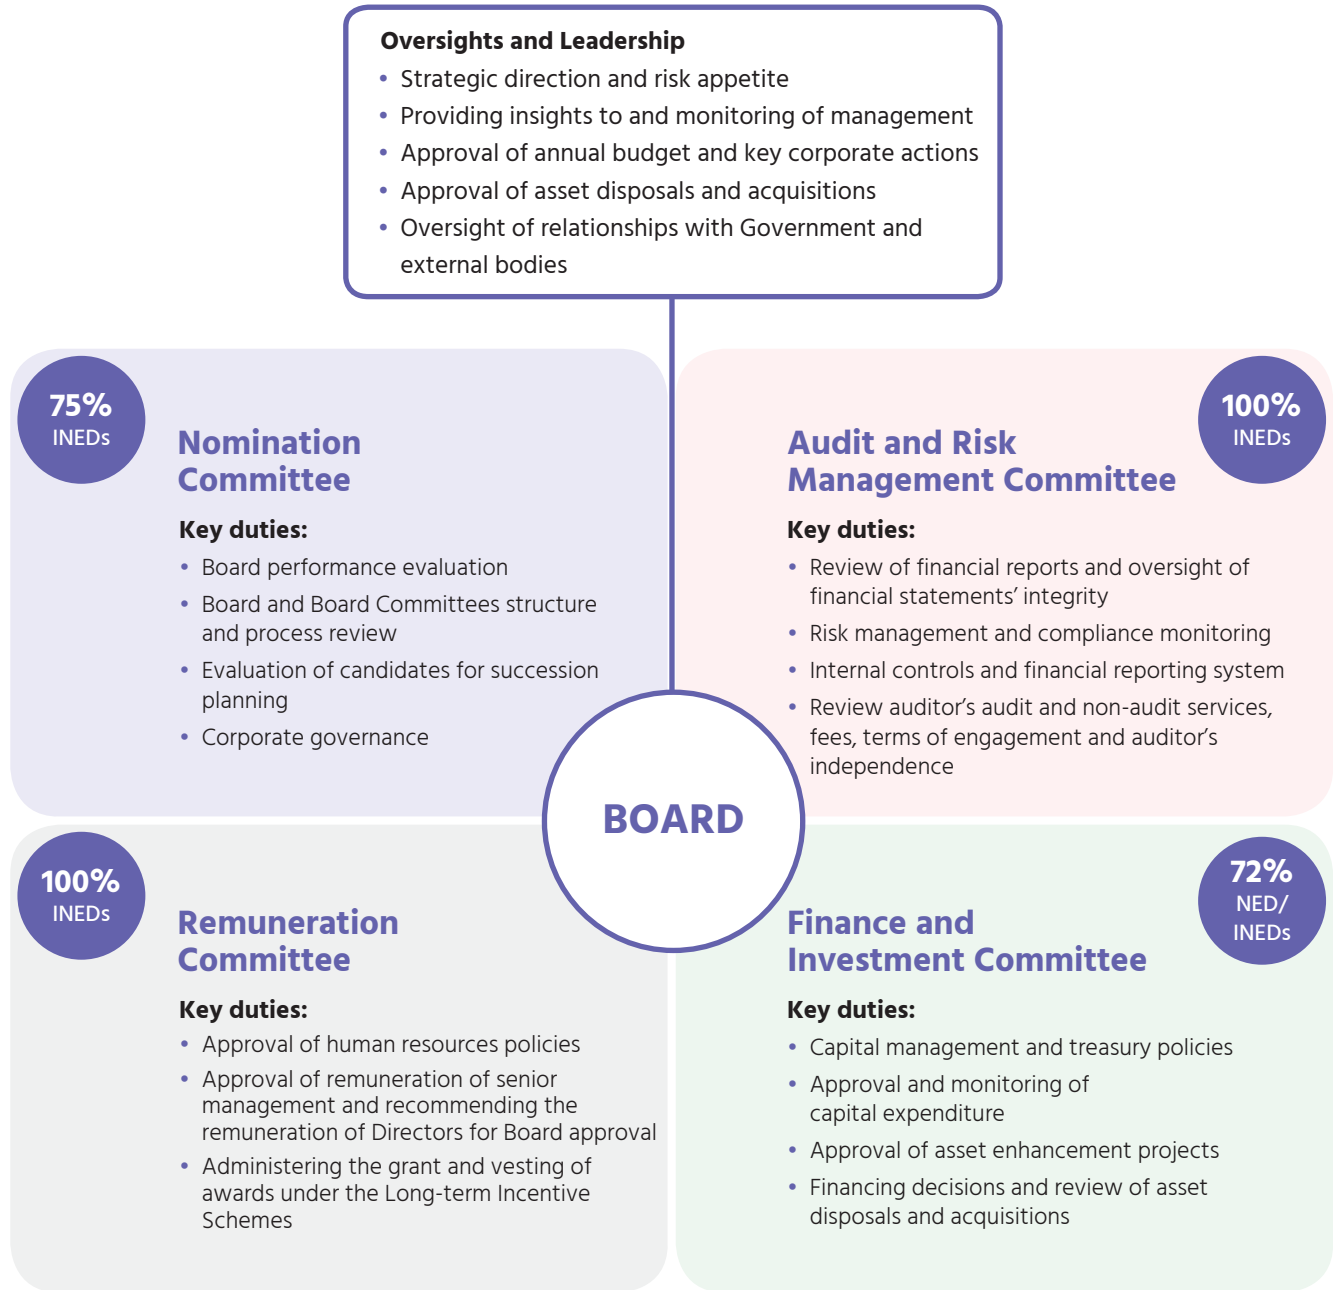 Oversights and Leadership
• Strategic direction and risk appetite
• Providing insights to and monitoring of management
• Approval of annual budget and key corporate actions
• Approval of asset disposals and acquisitions
• Oversight of relationships with Government and
external bodies
75%
INEDs
Nomination
Committee
Key duties:
• Board performance evaluation
• Board and Board Committees structure
and process review
• Evaluation of candidates for succession
planning
• Corporate governance
100%
INEDs
Audit and Risk
Management Committee
Key duties:
• Review of financial reports and oversight of
financial statements’ integrity
• Risk management and compliance monitoring
• Internal controls and financial reporting system
• Review auditor’s audit and non-audit services,
fees, terms of engagement and auditor’s
independence
BOARD
100%
INEDs
Remuneration
Committee
Key duties:
• Approval of human resources policies
• Approval of remuneration of senior
management and recommending the
remuneration of Directors for Board approval
• Administering the grant and vesting of
awards under the Long-term Incentive
Schemes
72%
NED/
INEDs
Finance and
Investment Committee
Key duties:
• Capital management and treasury policies
• Approval and monitoring of
capital expenditure
• Approval of asset enhancement projects
• Financing decisions and review of asset
disposals and acquisitions